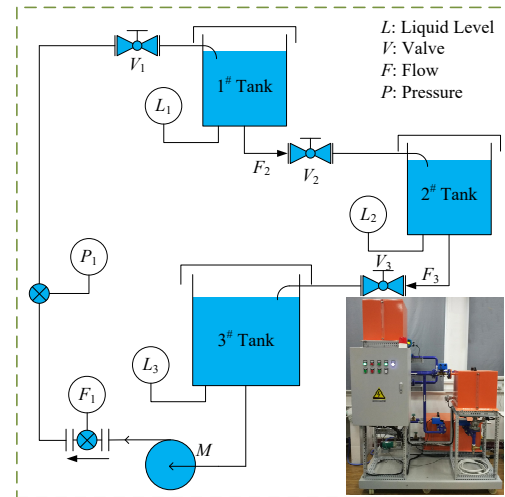 L: Liquid Level
V: Valve
F: Flow
P: Pressure
V1
1# Tank
L1
F2
V2
2# Tank
L2
V3
F3
P1
3# Tank
L3
F1
M